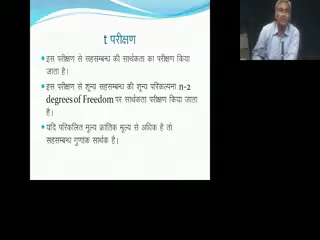 t परीक्षण
इस परीक्षण से सहसम्बन्ध की सार्थकता का परीक्षण किया
जाता है।
इस परीक्षण से शून्य सहसम्बन्ध की शून्य परिकल्पना n-2
degrees of Freedom पर सार्थकता परीक्षण किया जाता
है।
यदि परिकलित मूल्य क्रांतिक मूल्य से अधिक है तो
सहसम्बन्ध गुणांक सार्थक है।